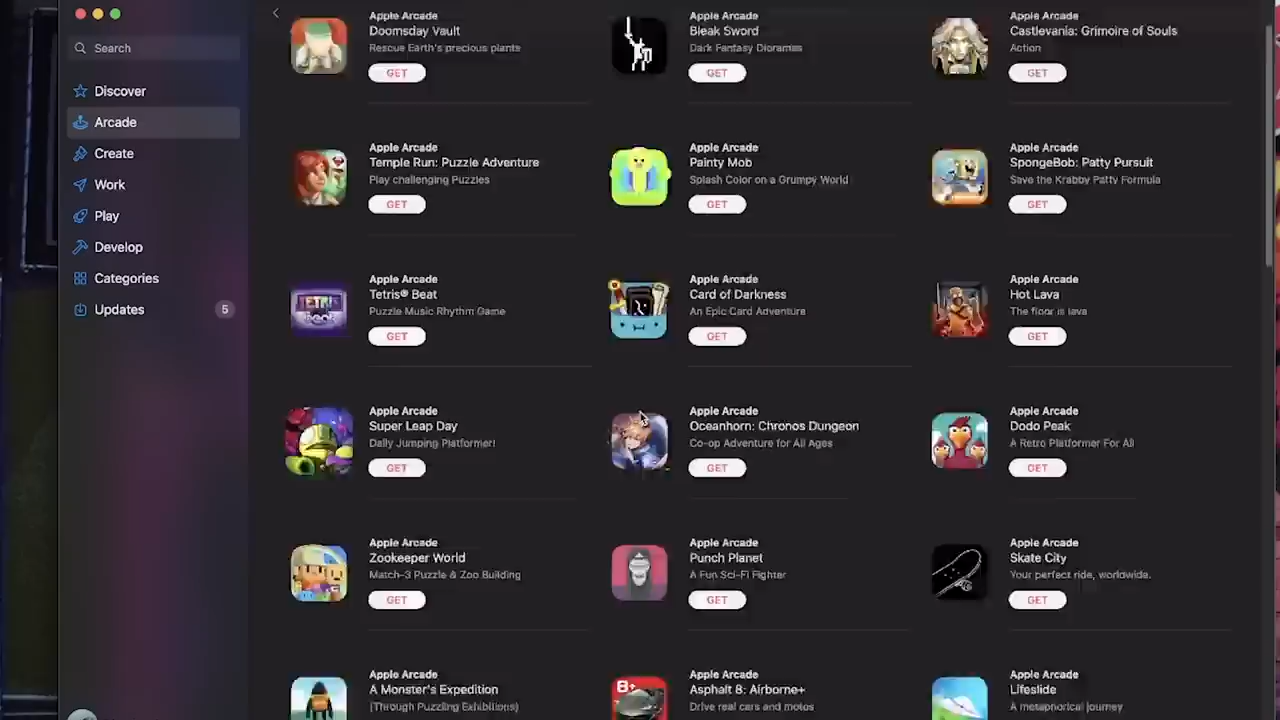 Search
Discover
Arcade
Create
Work
Play
Develop
Categories
Updates
5
Apple Arcade
Doomsday Vault
Rescue Earth's precious plants
GET
Apple Arcade
Bleak Sword
Dark Fantasy Dioramas
GET
Apple Arcade
Castlevania: Grimoire of Souls
Action
GET
Apple Arcade
Temple Run: Puzzle Adventure
Play challenging Puzzles
GET
Apple Arcade
Painty Mob
Splash Color on a Grumpy World
GET
Apple Arcade
SpongeBob: Patty Pursuit
Save the Krabby Patty Formula
GET
TETRIS
Apple Arcade
Tetris® Beat
Puzzle Music Rhythm Game
GET
Apple Arcade
Card of Darkness
An Epic Card Adventure
GET
Apple Arcade
Hot Lava
The floor is lava
GET
Apple Arcade
Super Leap Day
Daily Jumping Platformer!
GET
Apple Arcade
Oceanhorn: Chronos Dungeon
Co-op Adventure for All Ages
GET
Apple Arcade
Dodo Peak
A Retro Platformer For All
GET
Apple Arcade
Zookeeper World
Match-3 Puzzle & Zoo Building
GET
Apple Arcade
Punch Planet
A Fun Sci-Fi Fighter
GET
Apple Arcade
Skate City
Your perfect ride, worldwide.
GET
Apple Arcade
A Monster's Expedition
(Through Puzzling Exhibitions)
8+
Apple Arcade
Asphalt 8: Airborne+
Drive real cars and motos
Apple Arcade
Lifeslide
A metaphorical journey